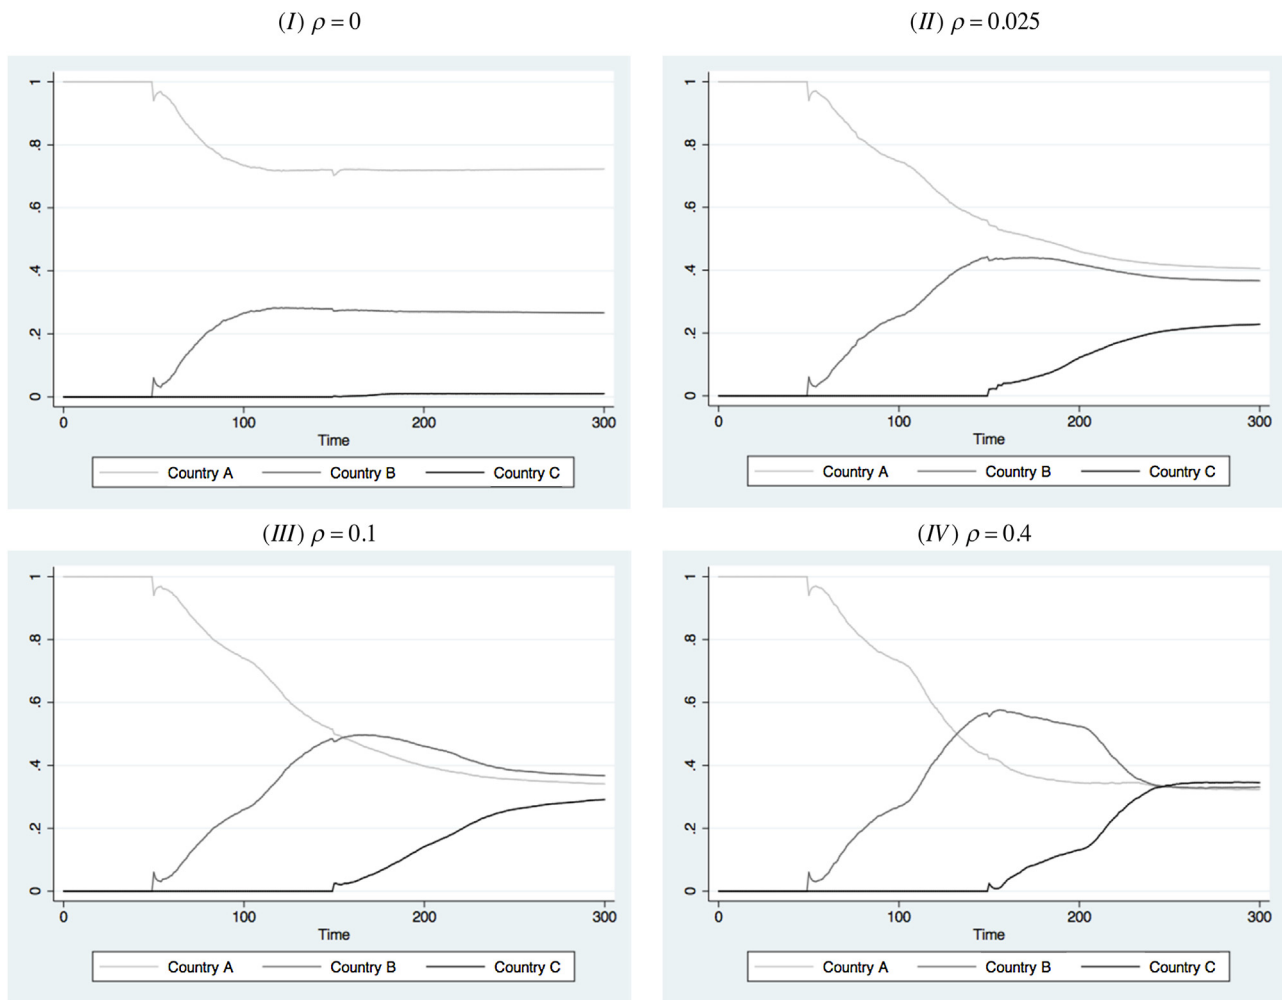 (I) ρ = 0
1
.8
.6
.4
.2
0
0 100 200 300
Time
Country A Country B Country C
(II) ρ = 0.025
1
.8
.6
.4
.2
0
0 100 200 300
Time
Country A Country B Country C
(III) ρ = 0.1
1
.8
.6
.4
.2
0
0 100 200 300
Time
Country A Country B Country C
(IV) ρ = 0.4
1
.8
.6
.4
.2
0
0 100 200 300
Time
Country A Country B Country C